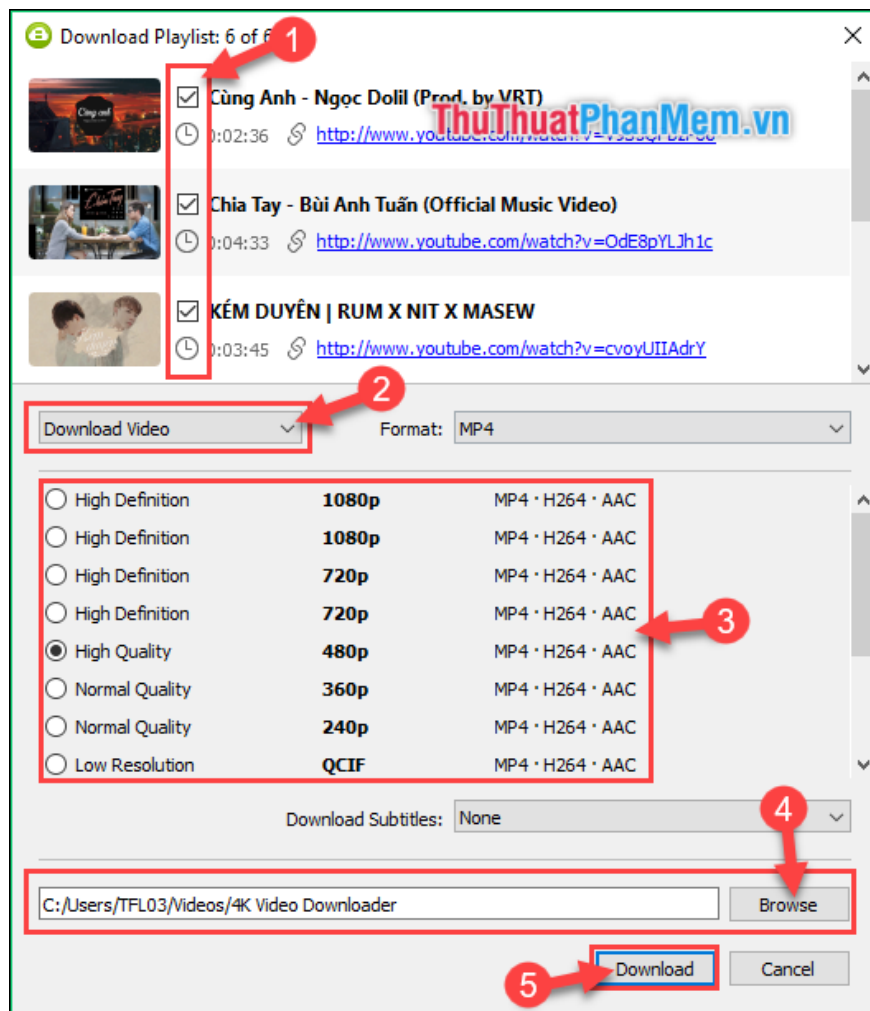 Download Playlist: 6 of 6
1
Cùng Anh - Ngọc Dolil (Prod. by VRT)
ThuThuatPhanMem.vn
0:02:36
Chia Tay - Bùi Anh Tuấn (Official Music Video)
0:04:33 http://www.youtube.com/watch?v=OdE8pYLJh1c
KÉM DUYÊN | RUM X NIT X MASEW
0:03:45 http://www.youtube.com/watch?v=cvoyUIIAdrY
2
Download Video Format: MP4
High Definition 1080p MP4 · H264 · AAC
High Definition 1080p MP4 · H264 · AAC
High Definition 720p MP4 · H264 · AAC
High Definition 720p MP4 · H264 · AAC
3
High Quality 480p MP4 · H264 · AAC
Normal Quality 360p MP4 · H264 · AAC
Normal Quality 240p MP4 · H264 · AAC
Low Resolution QCIF MP4 · H264 · AAC
Download Subtitles: None
4
C:/Users/TFL03/Videos/4K Video Downloader Browse
5
Download Cancel